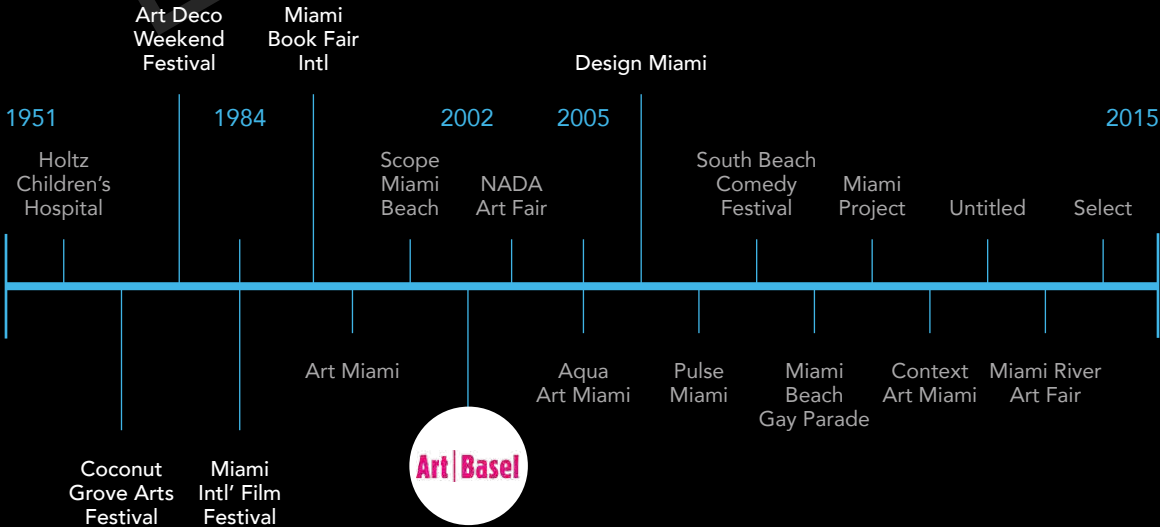 Art Deco
Weekend
Festival
Miami
Book Fair
Intl
Design Miami
1951
1984
2002
2005
2015
Holtz
Children's
Hospital
Scope
Miami
Beach
NADA
Art Fair
South Beach
Comedy
Festival
Miami
Project
Untitled
Select
Art Miami
Aqua
Art Miami
Pulse
Miami
Miami
Beach
Gay Parade
Context
Art Miami
Miami River
Art Fair
Coconut
Grove Arts
Festival
Miami
Intl' Film
Festival
Art|Basel